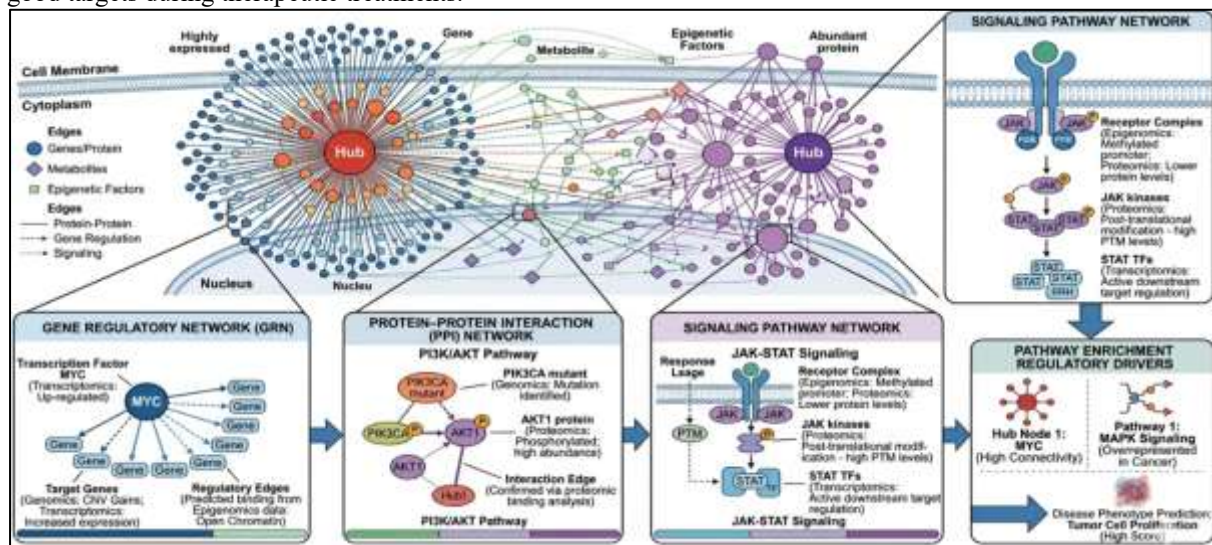 good targets during therapeutic treatments.
Highly
expressed
Gene
Metabolite
Epigenetic
Factors
Abundant
protein
Cell Membrane
Cytoplasm
Edges
Genes/Protein
Metabolities
Epigenetic Factors
Edges
Protein-Protein
Gene Regulation
Signaling
Hub
Hub
Nucleus
Nucleu
SIGNALING PATHWAY NETWORK
JAK
JAK
P
Receptor Complex
(Epigenomics:
Methylated
promoter;
Proteomics: Lower
protein levels)
JAK
P
JAK kinases
(Proteomics:
Post-translational
modification - high
PTM levels)
STAT
STAT
STAT
STAT TFs
(Transcriptomics:
Active downstream
target regulation)
STAT
STAT
STAT
GENE REGULATORY NETWORK (GRN)
Transcription Factor
MYC
(Transcriptomics:
Up-regulated)
MYC
Gene
Gene
Gene
Gene
Gene
Gene
Gene
Gene
Gene
Target Genes
(Genomics: CNV Gains;
Transcriptomics:
Increased expression)
Regulatory Edges
(Predicted binding from
Epigenomics data:
Open Chromatin)
PROTEIN–PROTEIN INTERACTION
(PPI) NETWORK
PI3K/AKT Pathway
PIK3CA
mutant
PIK3CA mutant
(Genomics: Mutation
identified)
PIK3CA
P
AKT1
P
AKT1 protein
(Proteomics:
Phosphorylated;
high abundance)
AKT1
Hub1
Interaction Edge
(Confirmed via proteomic
binding analysis)
PI3K/AKT Pathway
SIGNALING PATHWAY NETWORK
Response
Lsage
JAK-STAT Signaling
Receptor Complex
(Epigenomics: Methylated
promoter; Proteomics:
Lower protein levels)
JAK
JAK
PTM
P
JAK kinases
(Proteomics:
Post-translational modif-
ication - high PTM levels)
STAT
STAT TFs
(Transcriptomics:
Active downstream target
regulation)
JAK-STAT Signaling
PATHWAY ENRICHMENT
REGULATORY DRIVERS
Hub Node 1:
MYC
(High Connectivity)
Pathway 1:
MAPK Signaling
(Overrepresented
in Cancer)
Disease Phenotype Prediction:
Tumor Cell Proliferation
(High Score)